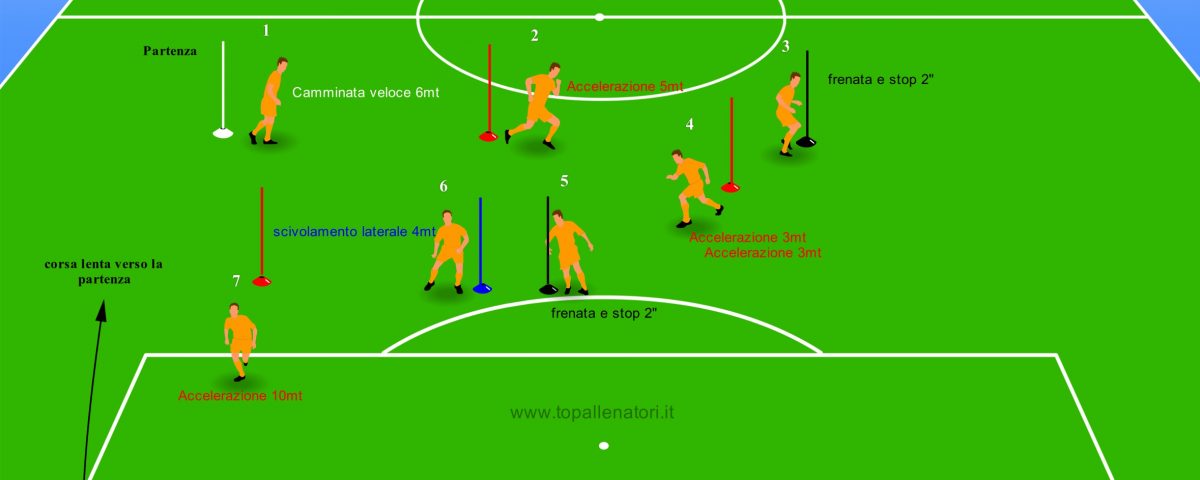 1
2
3
Partenza
frenata e stop 2"
Camminata veloce 6mt
Accelerazione 5mt
4
6
5
scivolamento laterale 4mt
Accelerazione 3mt
Accelerazione 3mt
corsa lenta verso la
partenza
7
frenata e stop 2"
Accelerazione 10mt
www.topallenatori.it